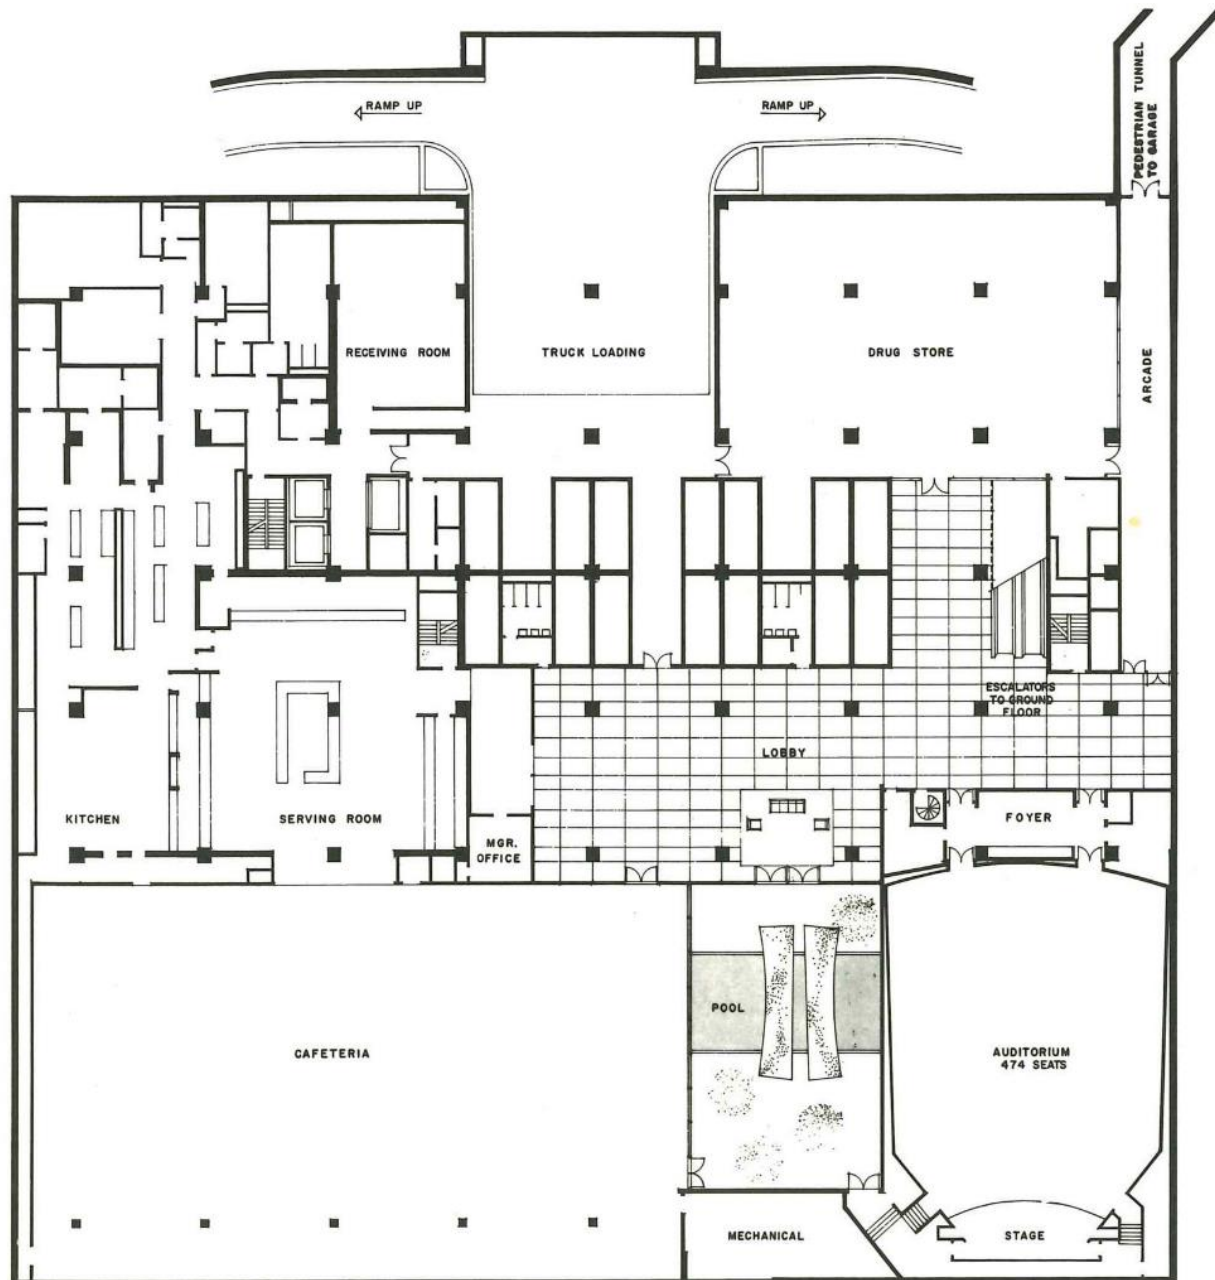 RAMP UP
RAMP UP
PEDESTRIAN TUNNEL
TO GARAGE
RECEIVING ROOM
TRUCK LOADING
DRUG STORE
ARCADE
ESCALATORS
TO GROUND
FLOOR
LOBBY
KITCHEN
SERVING ROOM
MGR.
OFFICE
FOYER
POOL
CAFETERIA
AUDITORIUM
474 SEATS
MECHANICAL
STAGE